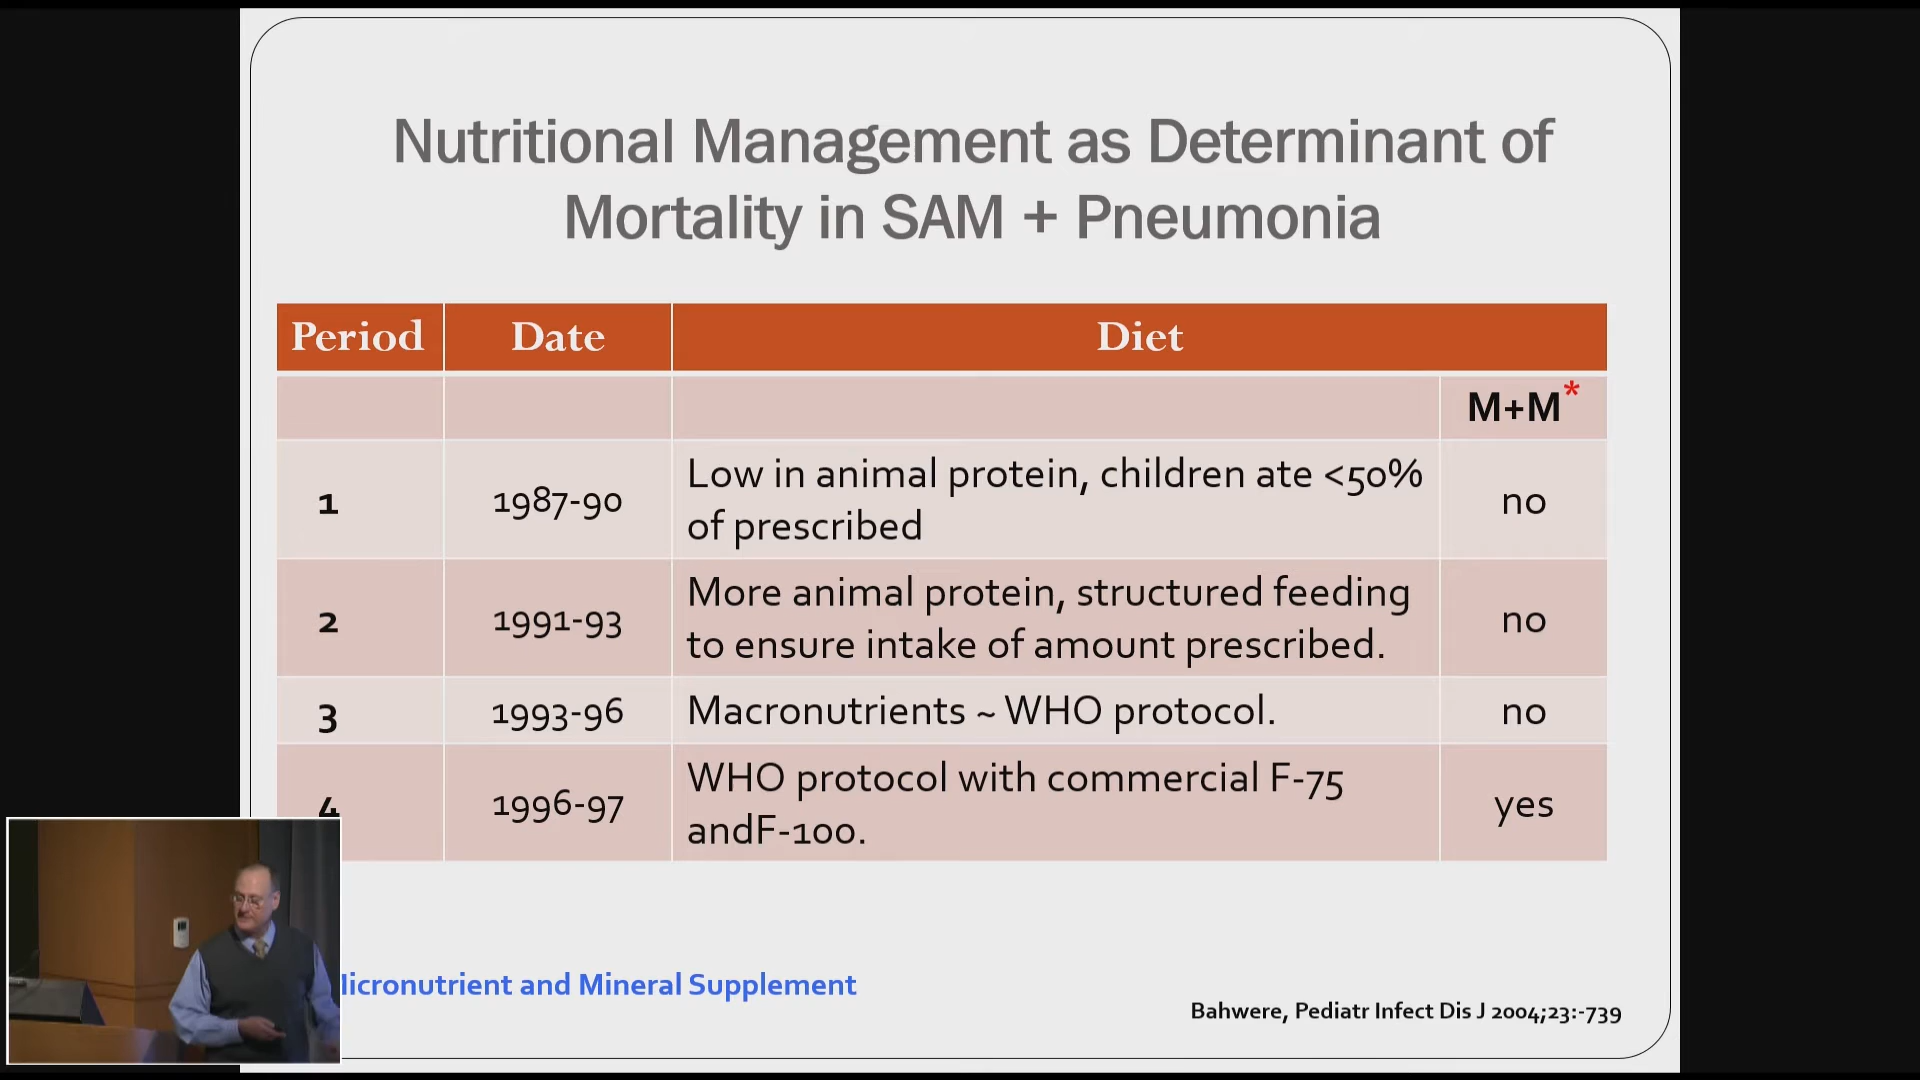 Nutritional Management as Determinant of
Mortality in SAM + Pneumonia
Period Date Diet
M+M*
1 1987-90 Low in animal protein, children ate <50% of prescribed no
2 1991-93 More animal protein, structured feeding to ensure intake of amount prescribed. no
3 1993-96 Macronutrients ~ WHO protocol. no
4 1996-97 WHO protocol with commercial F-75 andF-100. yes
and Mineral Supplement
Bahwere, Pediatr Infect Dis J 2004;23:-739